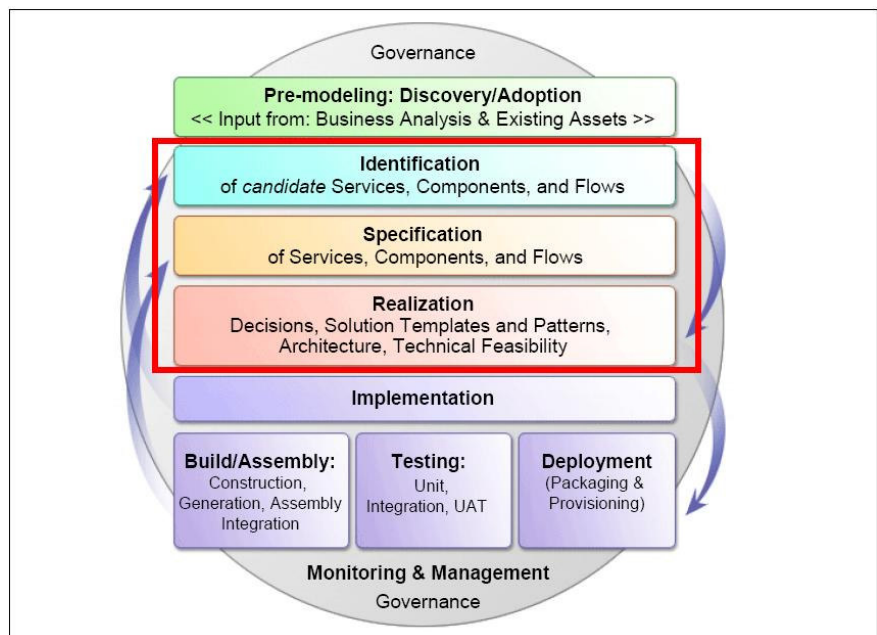 Governance
Pre-modeling: Discovery/Adoption
<< Input from: Business Analysis & Existing Assets >>
Identification
of candidate Services, Components, and Flows
Specification
of Services, Components, and Flows
Realization
Decisions, Solution Templates and Patterns,
Architecture, Technical Feasibility
Implementation
Build/Assembly:
Construction,
Generation, Assembly
Integration
Testing:
Unit,
Integration, UAT
Deployment
(Packaging &
Provisioning)
Monitoring & Management
Governance